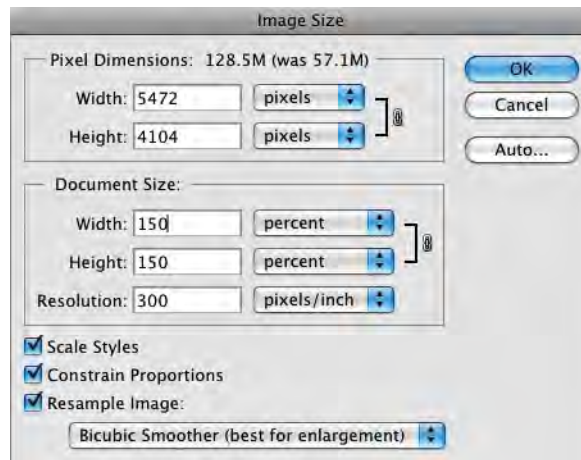 Image Size
Pixel Dimensions: 128.5M (was 57.1M)
OK
Width: 5472 pixels
Cancel
Height: 4104 pixels
Auto...
Document Size:
Width: 150 percent
Height: 150 percent
Resolution: 300 pixels/inch
Scale Styles
Constrain Proportions
Resample Image:
Bicubic Smoother (best for enlargement)